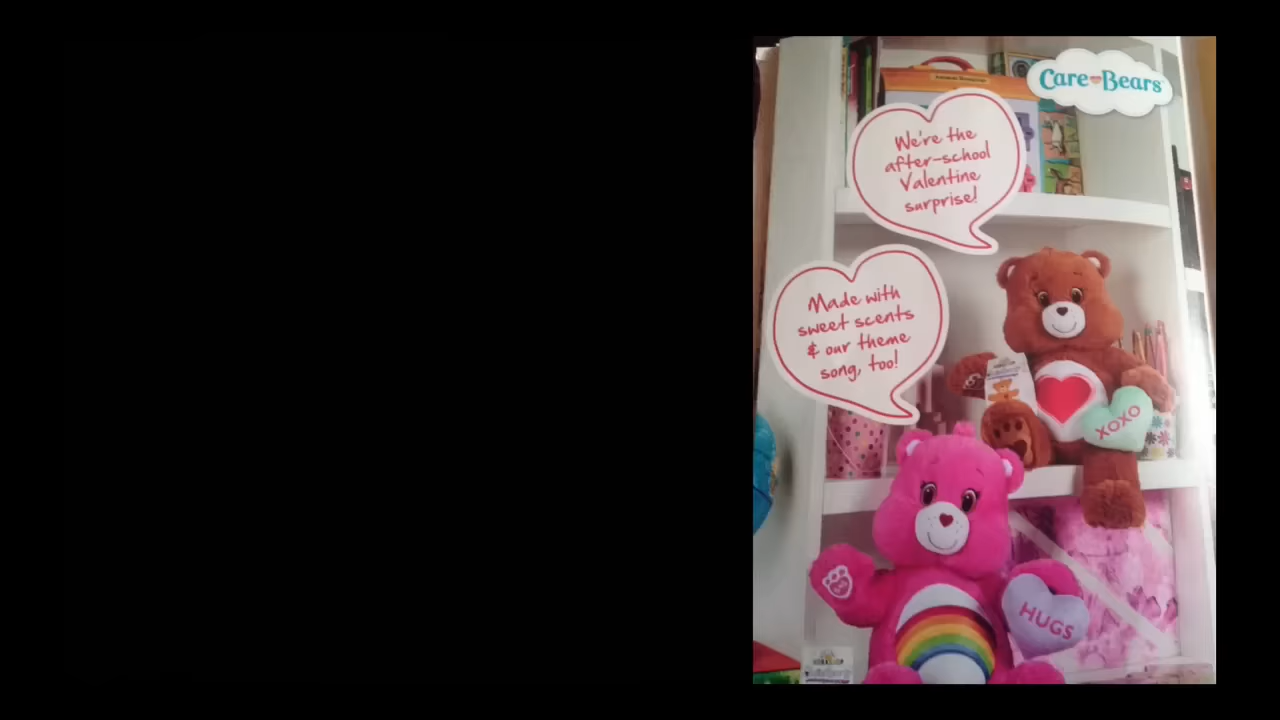 Care Bears
We're the
after-school
Valentine
surprise!
Made with
sweet scents
& our theme
song, too!
XOXO
HUGS